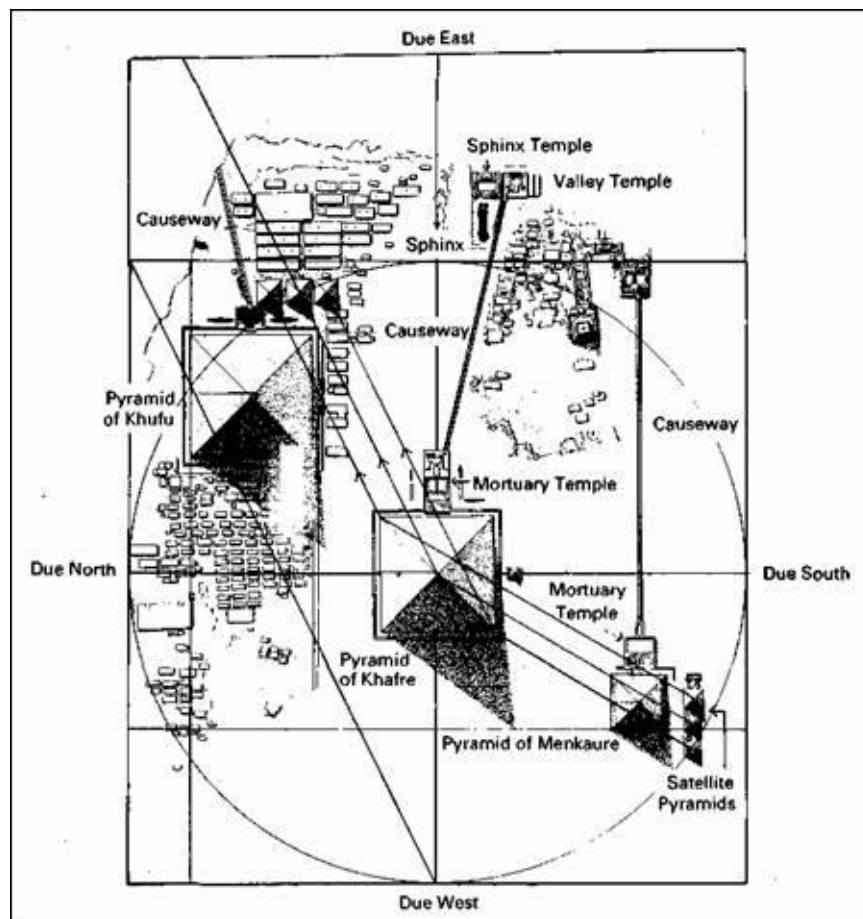 Due East
Sphinx Temple
Valley Temple
Causeway
Sphinx
Causeway
Pyramid
of Khufu
Causeway
Mortuary Temple
Due North
Due South
Mortuary
Temple
Pyramid
of Khafre
Pyramid of Menkaure
Satellite
Pyramids
Due West